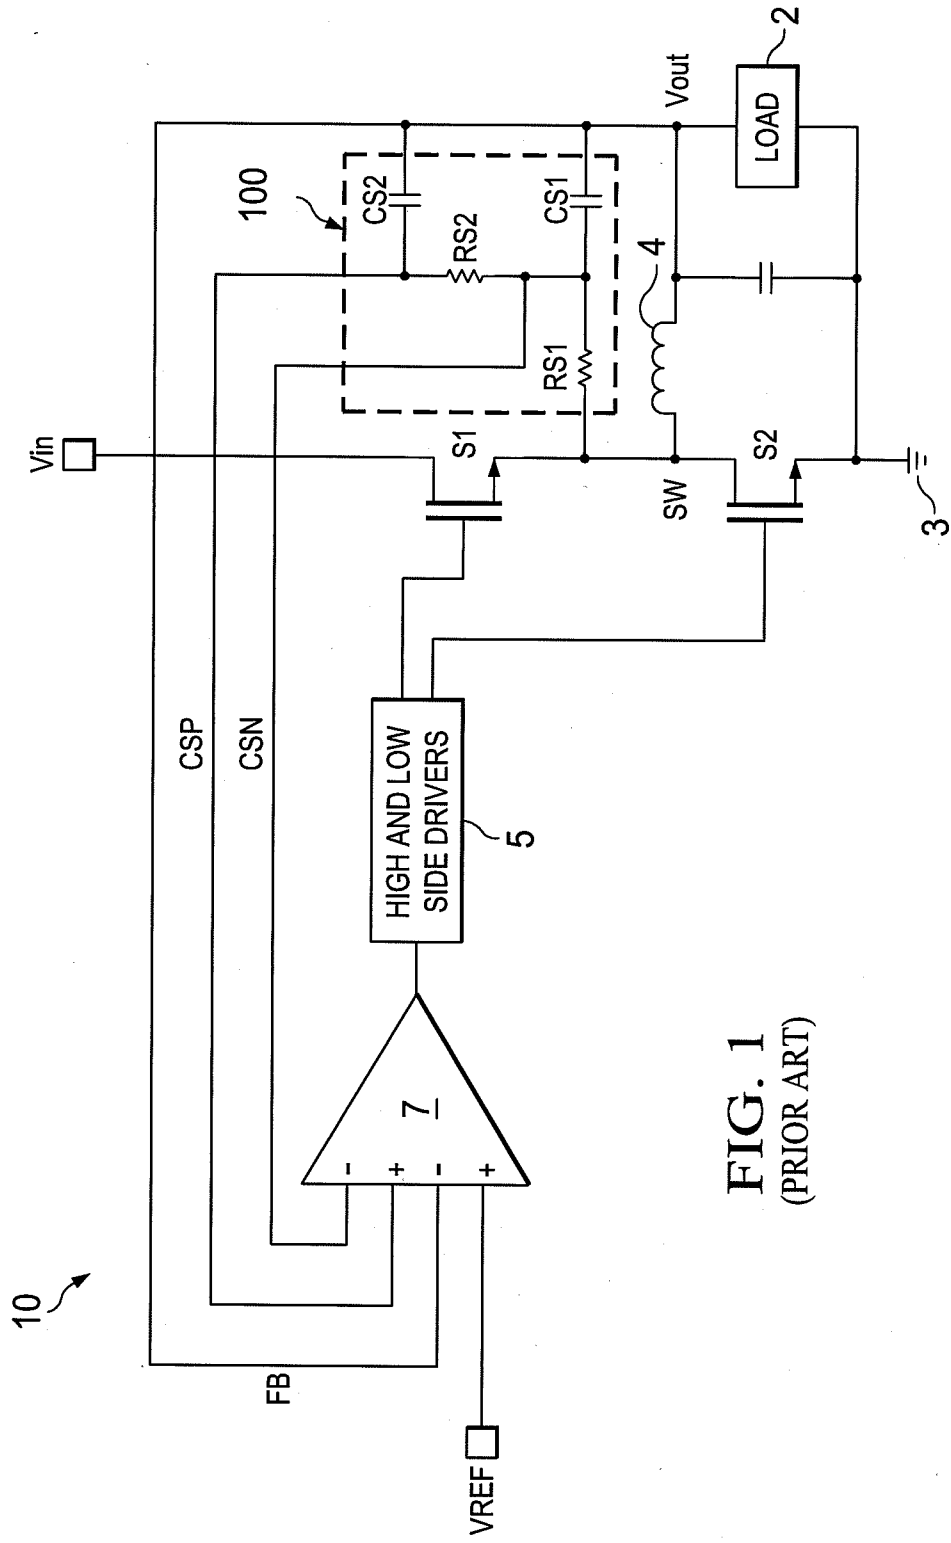 10
FB
VREF
CSP
CSN
-
+
-
+
7
HIGH AND LOW
SIDE DRIVERS
5
Vin
S1
SW
S2
3
100
CS2
RS2
CS1
RS1
4
Vout
LOAD
2
FIG. 1
(PRIOR ART)